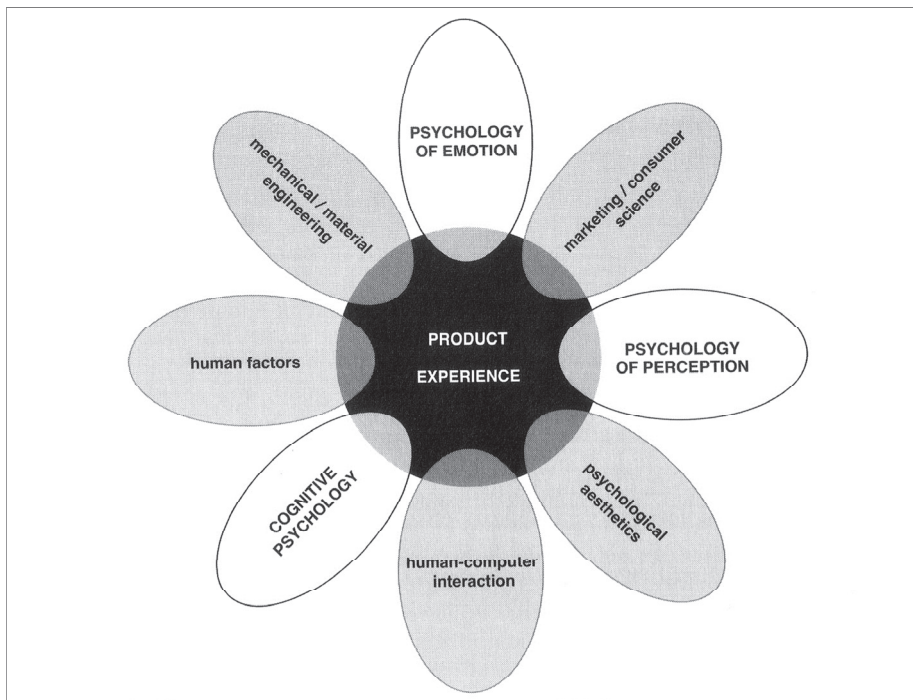 PSYCHOLOGY
OF EMOTION
marketing / consumer
science
mechanical / material
engineering
PRODUCT
EXPERIENCE
PSYCHOLOGY
OF PERCEPTION
human factors
psychological
aesthetics
COGNITIVE
PSYCHOLOGY
human-computer
interaction